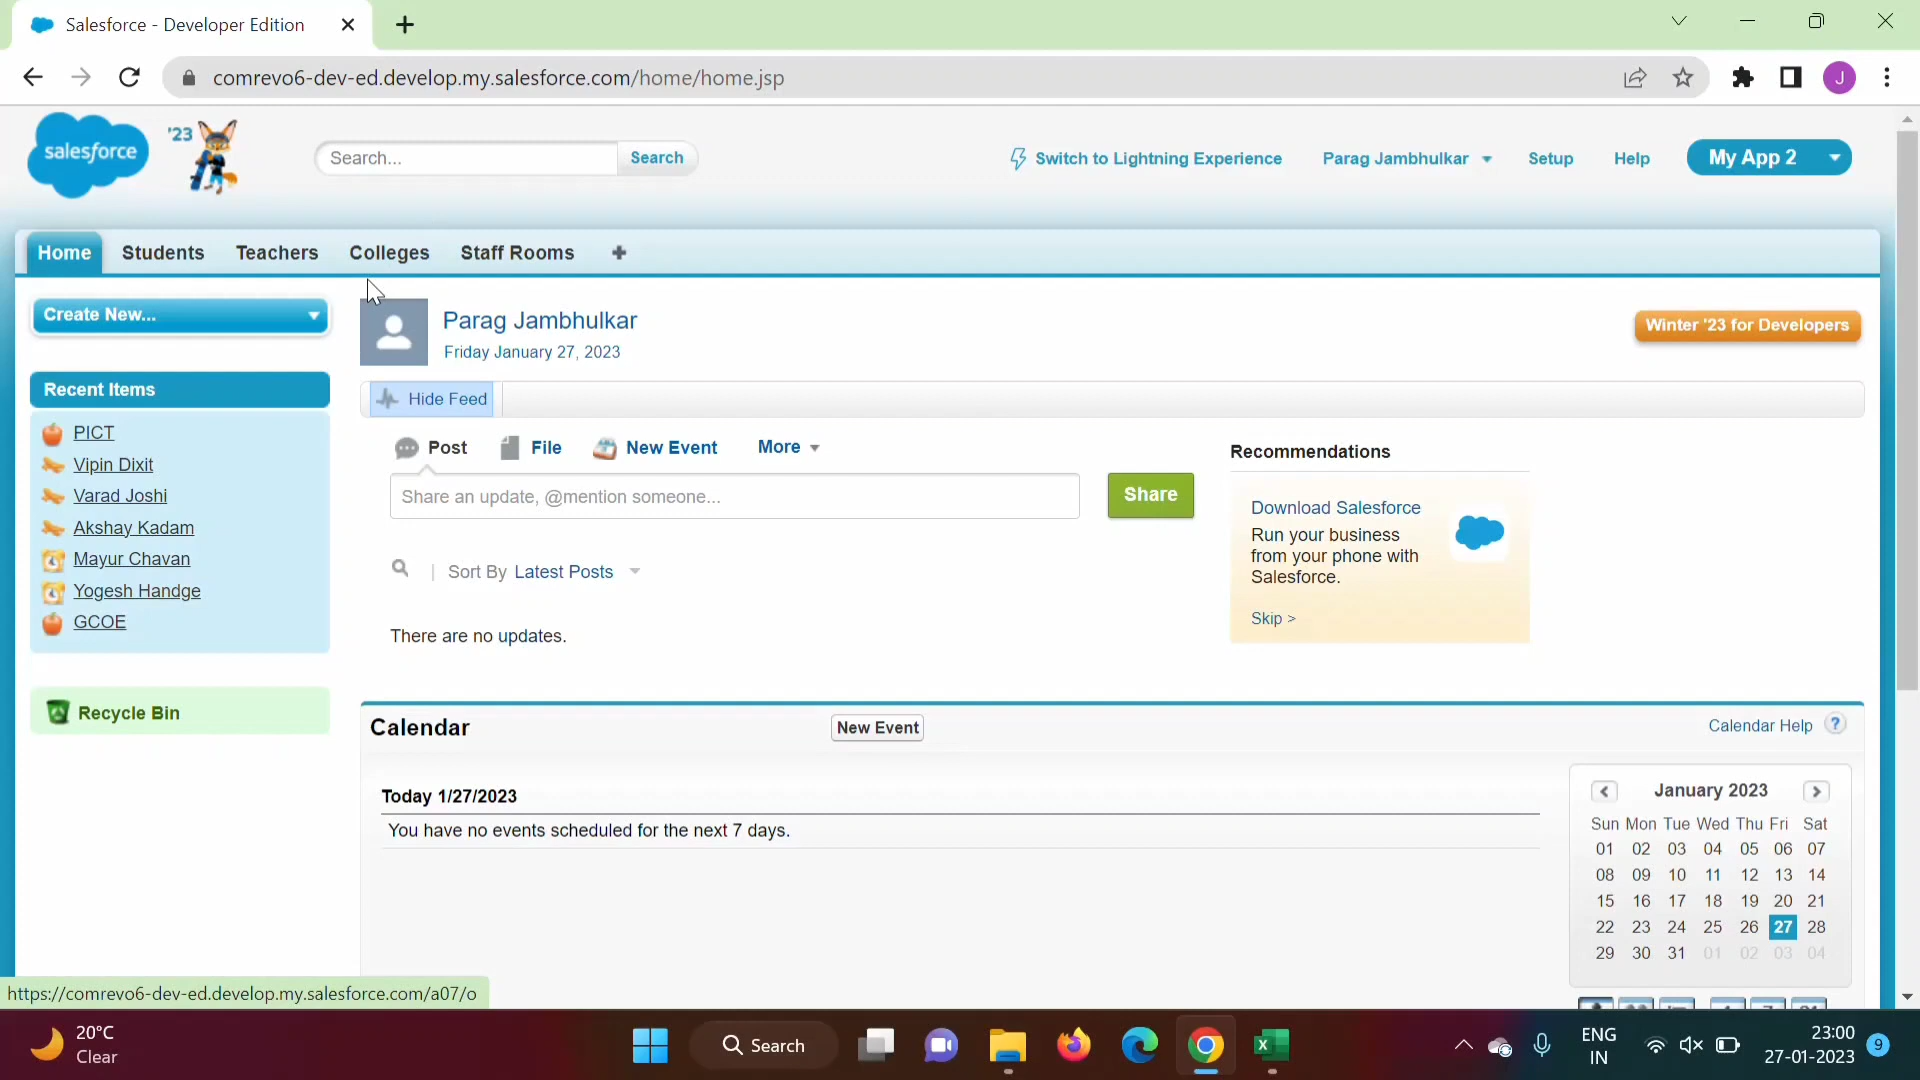 Salesforce - Developer Edition
comrevo6-dev-ed.develop.my.salesforce.com/home/home.jsp
J
salesforce
'23
Search...
Search
Switch to Lightning Experience
Parag Jambhulkar
Setup
Help
My App 2
Home
Students
Teachers
Colleges
Staff Rooms
Create New...
Parag Jambhulkar
Friday January 27, 2023
Winter '23 for Developers
Recent Items
PICT
Vipin Dixit
Varad Joshi
Akshay Kadam
Mayur Chavan
Yogesh Handge
GCOE
Recycle Bin
Hide Feed
Post
File
New Event
More
Share an update, @mention someone...
Share
Sort By Latest Posts
There are no updates.
Recommendations
Download Salesforce
Run your business
from your phone with
Salesforce.
Skip >
Calendar
New Event
Calendar Help ?
Today 1/27/2023
You have no events scheduled for the next 7 days.
January 2023
Sun Mon Tue Wed Thu Fri Sat
01 02 03 04 05 06 07
08 09 10 11 12 13 14
15 16 17 18 19 20 21
22 23 24 25 26 27 28
29 30 31 01 02 03 04
https://comrevo6-dev-ed.develop.my.salesforce.com/a07/o
20°C
Clear
Search
X
ENG
IN
23:00
27-01-2023
9